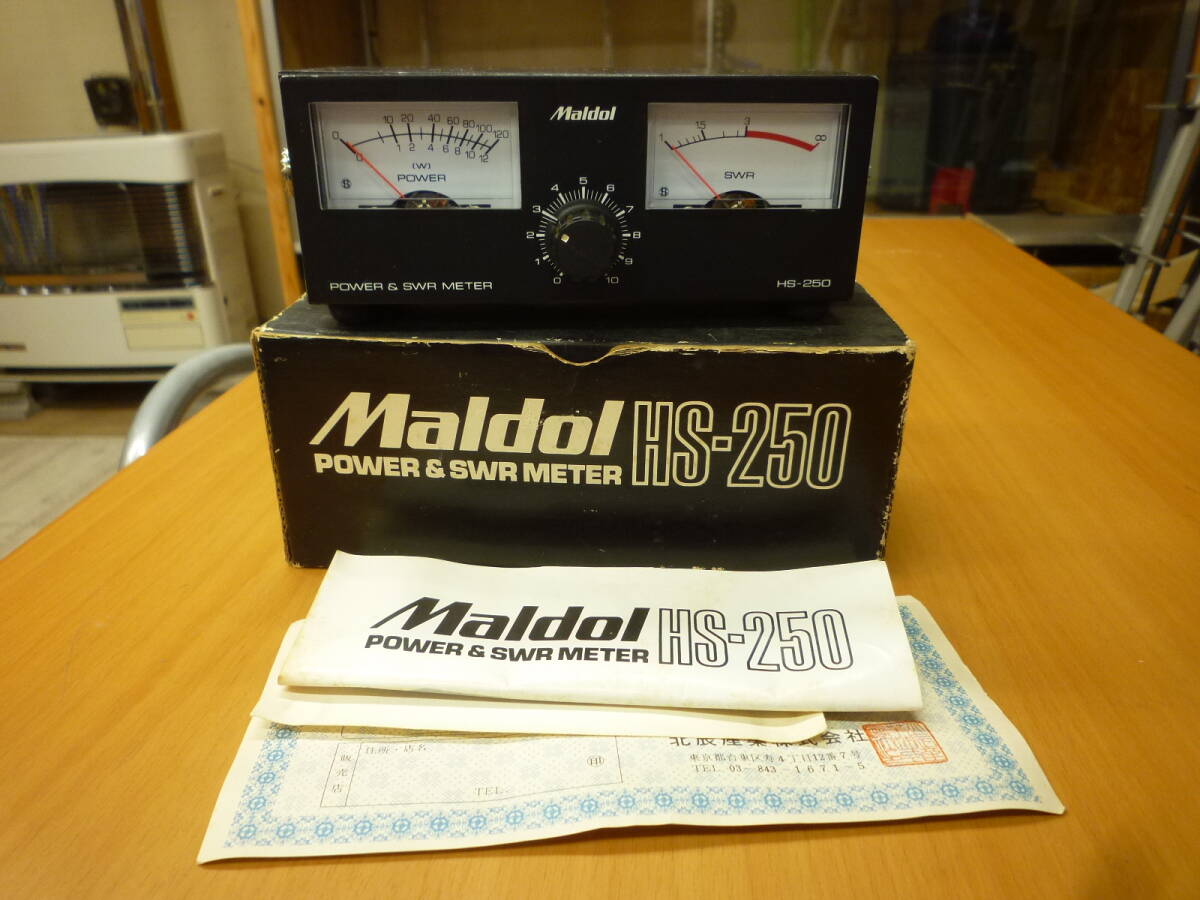 Maldol
0 10 20 40 60 80 100 120
0 1 2 4 6 8 10 12
(W)
POWER
1 1.5 3 ∞
SWR
0 1 2 3 4 5 6 7 8 9 10
POWER & SWR METER
HS-250
Maldol HS-250
POWER & SWR METER
Maldol HS-250
POWER & SWR METER
販売店
住所・店名
印
TEL
北辰産業株式会社
東京都台東区寿4丁目12番7号
TEL 03-843-1671-5